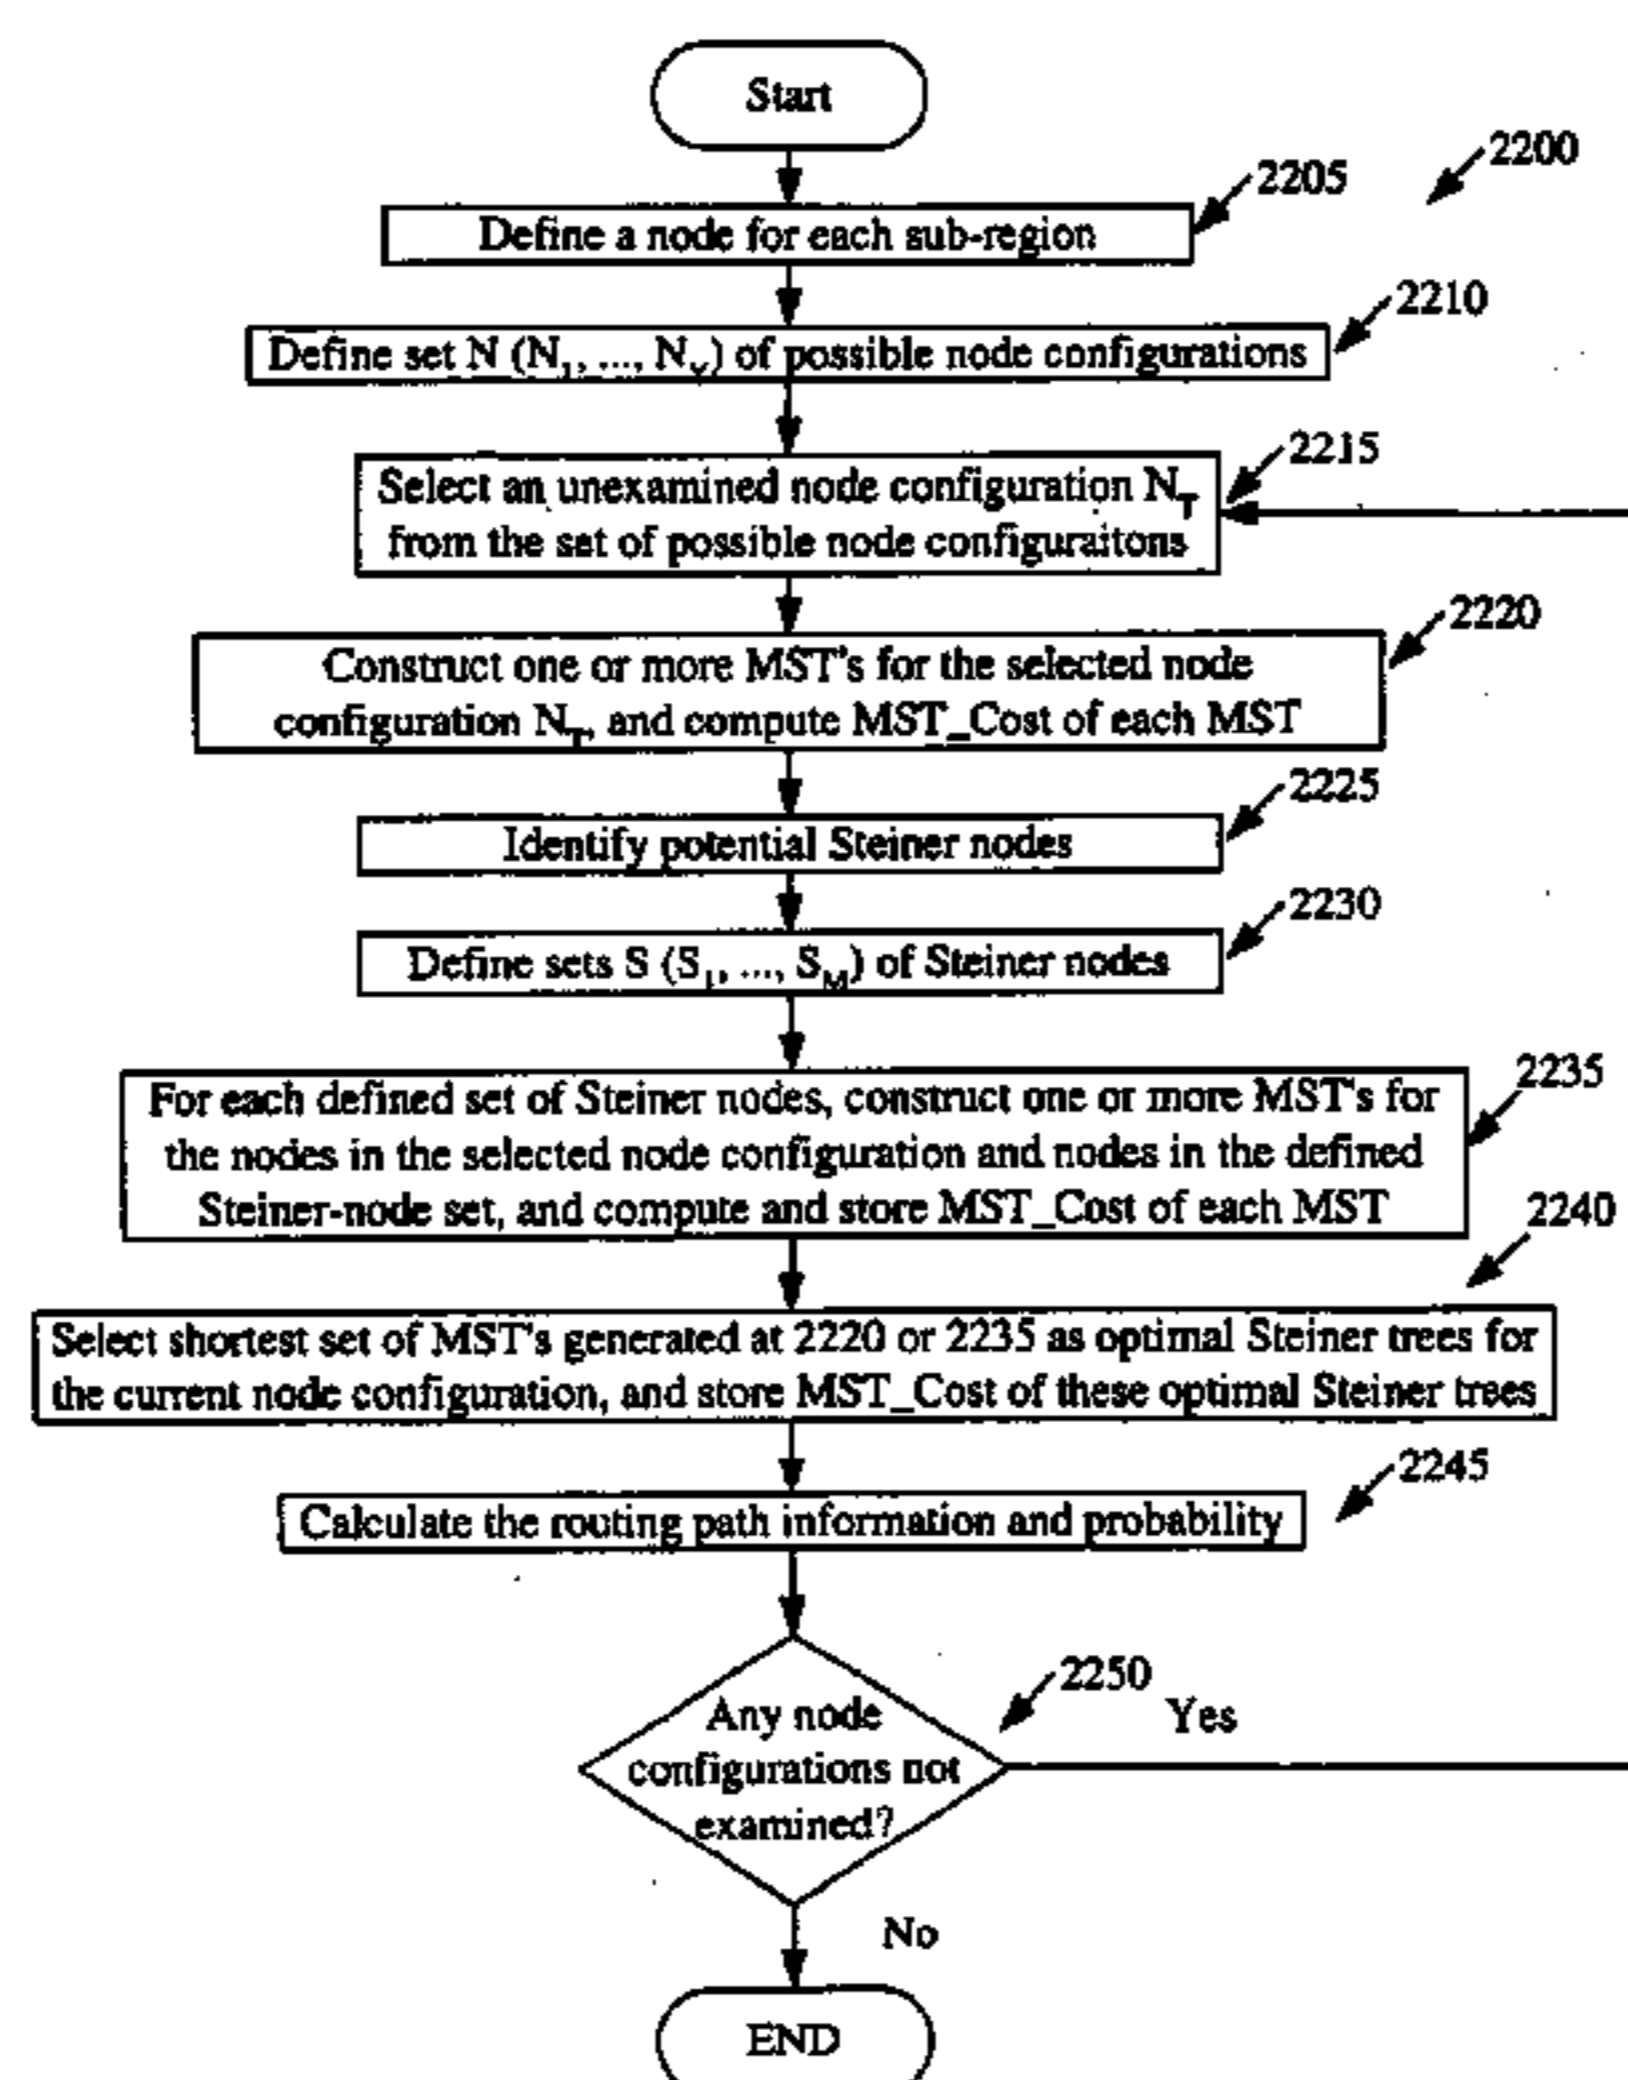 Start
2200
2205
Define a node for each sub-region
2210
Define set N (N1, ..., NV) of possible node configurations
2215
Select an unexamined node configuration NT
from the set of possible node configuraitons
2220
Construct one or more MST's for the selected node
configuration NT, and compute MST_Cost of each MST
2225
Identify potential Steiner nodes
2230
Define sets S (S1, ..., SM) of Steiner nodes
2235
For each defined set of Steiner nodes, construct one or more MST's for
the nodes in the selected node configuration and nodes in the defined
Steiner-node set, and compute and store MST_Cost of each MST
2240
Select shortest set of MST's generated at 2220 or 2235 as optimal Steiner trees for
the current node configuration, and store MST_Cost of these optimal Steiner trees
2245
Calculate the routing path information and probability
2250
Any node
configurations not
examined?
Yes
No
END